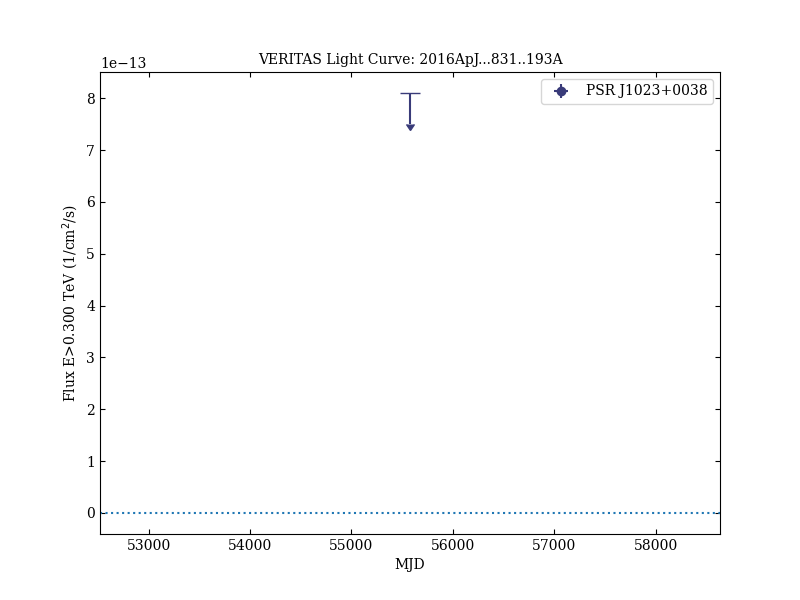 VERITAS Light Curve: 2016ApJ...831..193A
1e−13
PSR J1023+0038
8
7
6
5
4
3
2
1
0
Flux E>0.300 TeV (1/cm²/s)
53000 54000 55000 56000 57000 58000
MJD